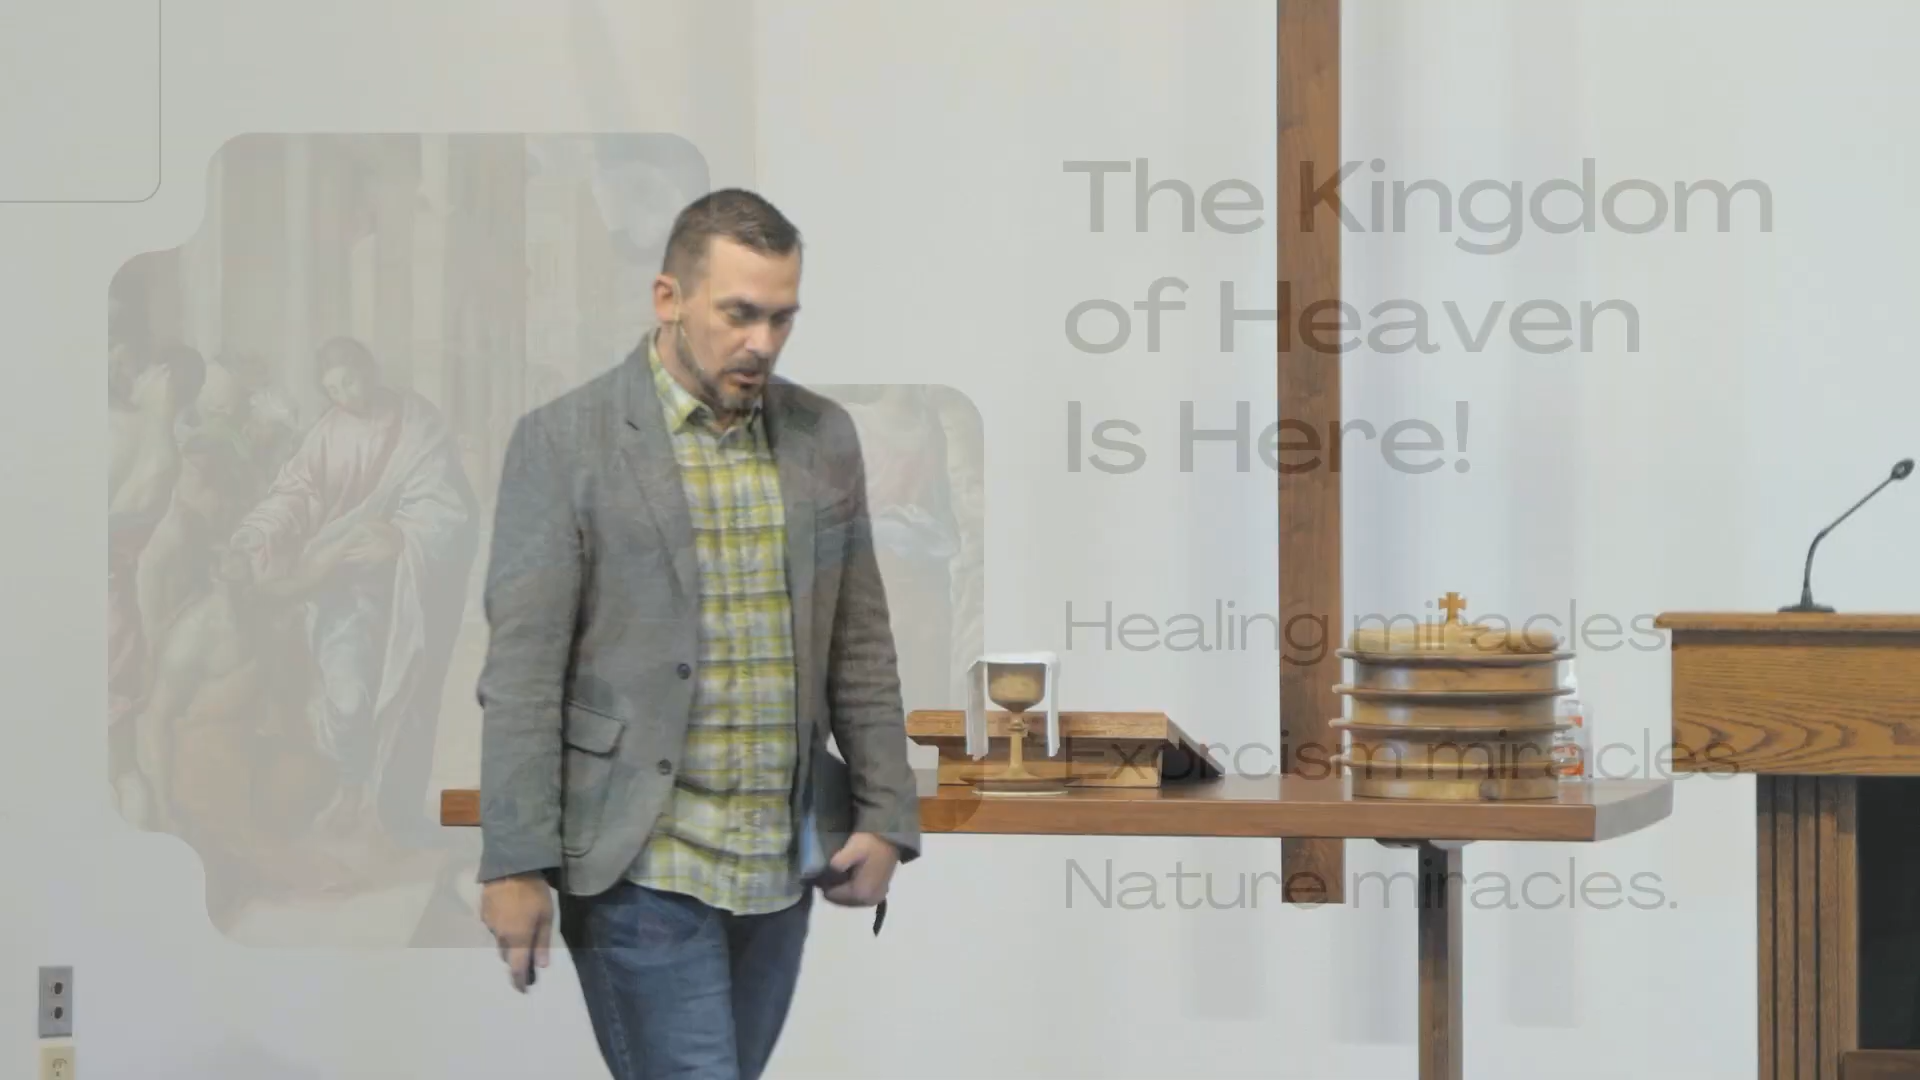 The Kingdom
of Heaven
Is Here!
Healing miracles.
Exorcism miracles
Nature miracles.